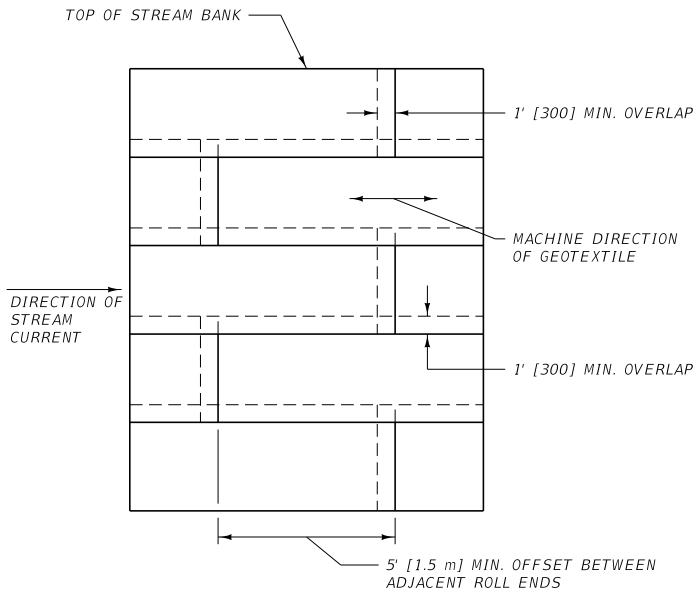 TOP OF STREAM BANK
1' [300] MIN. OVERLAP
MACHINE DIRECTION
OF GEOTEXTILE
DIRECTION OF
STREAM
CURRENT
1' [300] MIN. OVERLAP
5' [1.5 m] MIN. OFFSET BETWEEN
ADJACENT ROLL ENDS